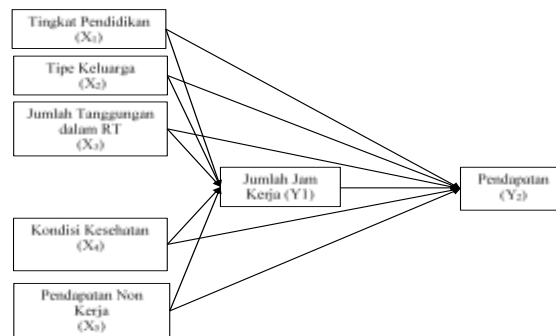 Tingkat Pendidikan
(X₁)
Tipe Keluarga
(X₂)
Jumlah Tanggungan
dalam RT
(X₃)
Jumlah Jam
Kerja (Y1)
Pendapatan
(Y₂)
Kondisi Kesehatan
(X₄)
Pendapatan Non
Kerja
(X₅)